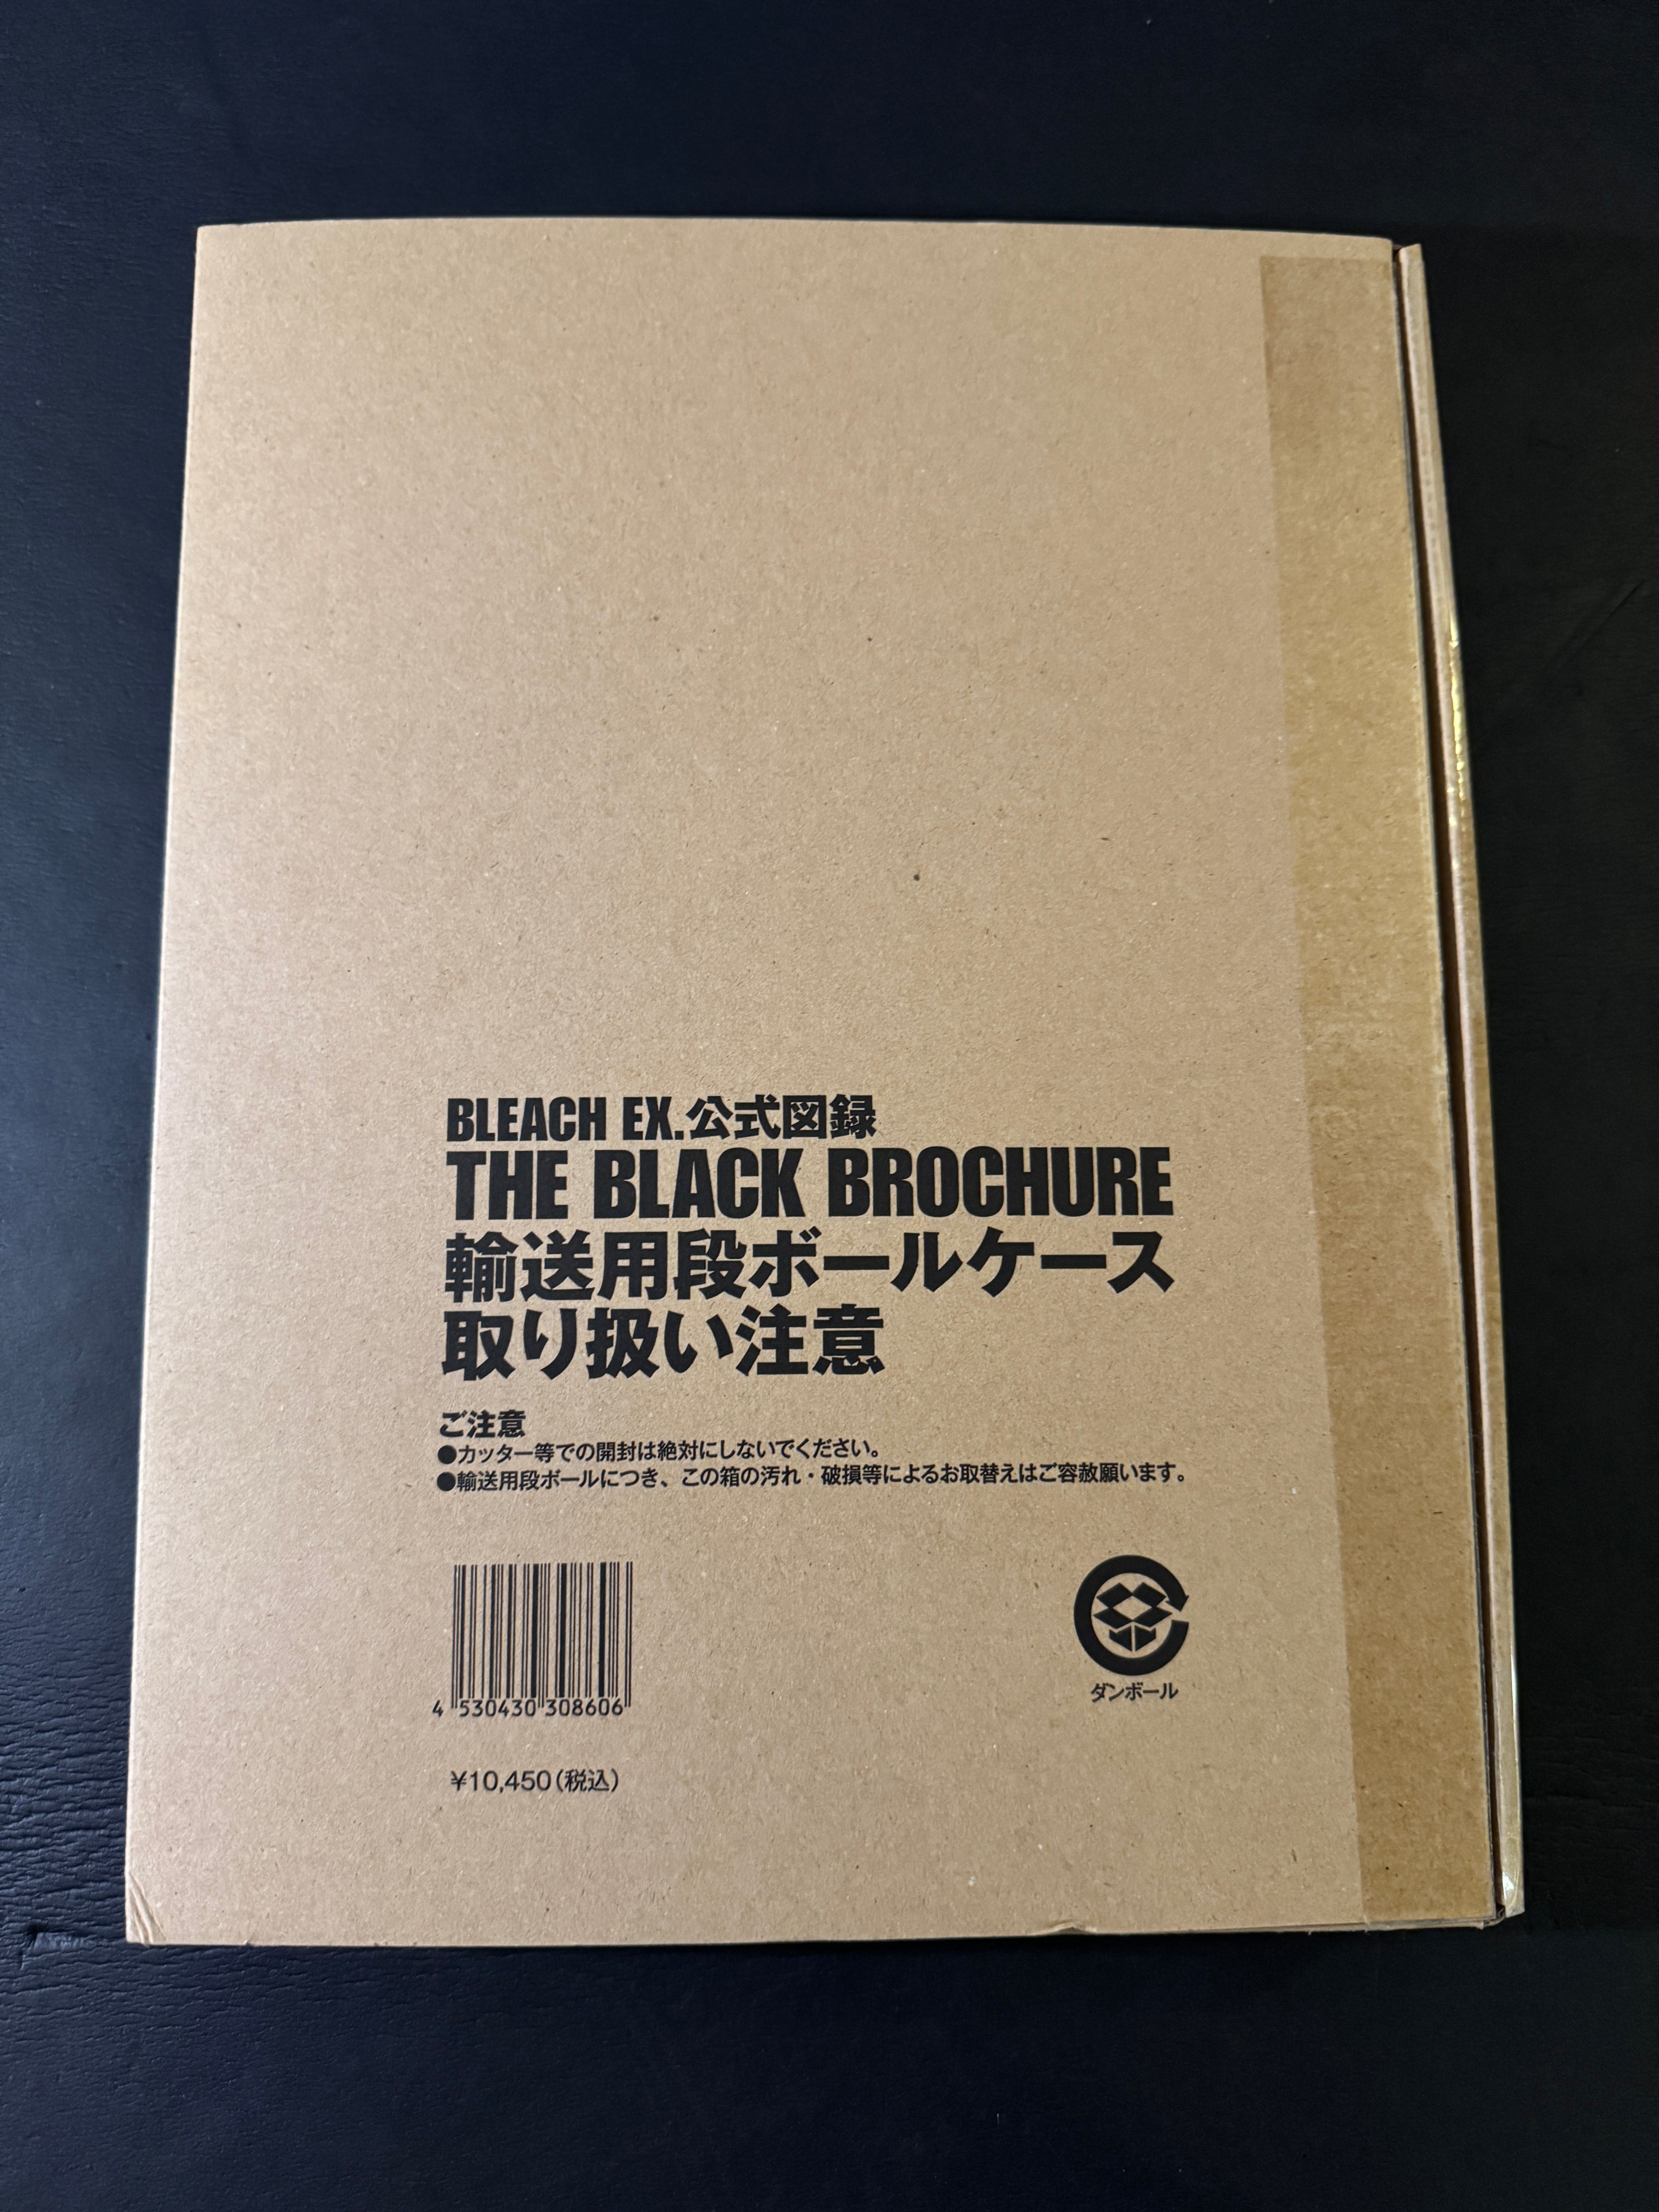 BLEACH EX.公式図録
THE BLACK BROCHURE
輸送用段ボールケース
取り扱い注意
ご注意
●カッター等での開封は絶対にしないでください。
●輸送用段ボールにつき、この箱の汚れ・破損等によるお取替えはご容赦願います。
4 530430 308606
ダンボール
¥10,450(税込)